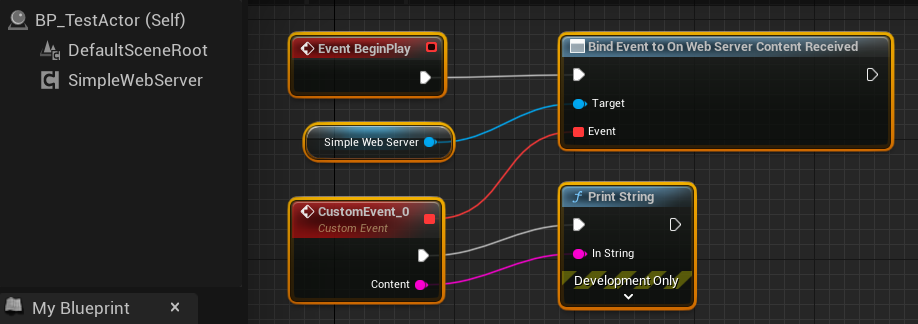 BP_TestActor (Self)
DefaultSceneRoot
SimpleWebServer
My Blueprint
Event BeginPlay
Bind Event to On Web Server Content Received
Target
Event
Simple Web Server
CustomEvent_0
Custom Event
Content
Print String
In String
Development Only